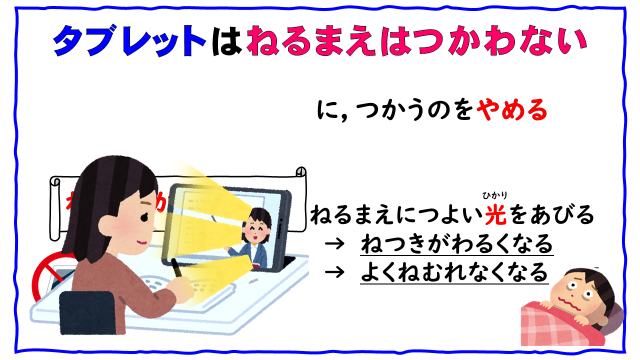 タブレットはねるまえはつかわない
に，つかうのをやめる
ひかり
ねるまえにつよい光をあびる
→ ねつきがわるくなる
→ よくねむれなくなる